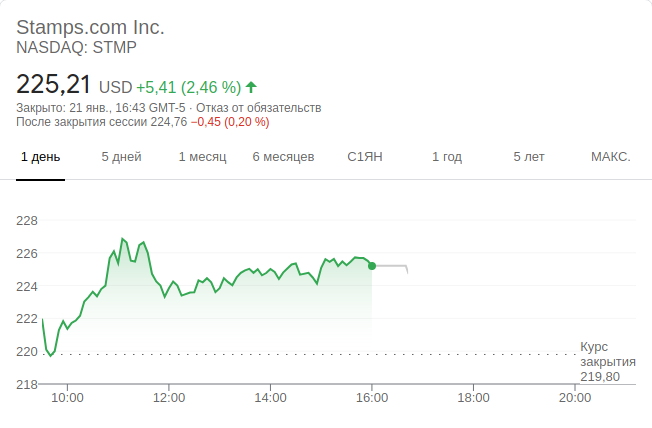 Stamps.com Inc.
NASDAQ: STMP
225,21 USD +5,41 (2,46 %)
Закрыто: 21 янв., 16:43 GMT-5 · Отказ от обязательств
После закрытия сессии 224,76 −0,45 (0,20 %)
1 день 5 дней 1 месяц 6 месяцев С1ЯН 1 год 5 лет МАКС.
228
226
224
222
220
218
Курс
закрытия
219,80
10:00 12:00 14:00 16:00 18:00 20:00